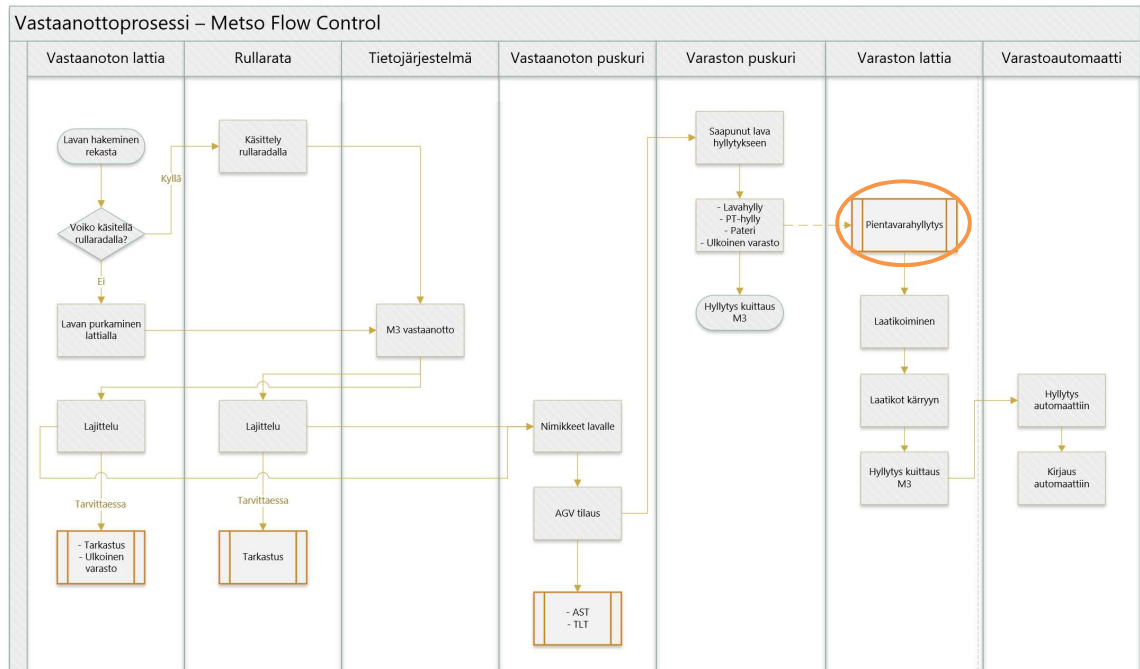 Vastaanottoprosessi – Metso Flow Control
Vastaanoton lattia
Rullarata
Tietojärjestelmä
Vastaanoton puskuri
Varaston puskuri
Varaston lattia
Varastoautomaatti
Lavan hakeminen
rekasta
Voiko käsitellä
rullaradalla?
Kyllä
Ei
Lavan purkaminen
lattialla
Lajittelu
Tarvittaessa
- Tarkastus
- Ulkoinen
varasto
Käsittely
rullaradalla
Lajittelu
Tarvittaessa
Tarkastus
M3 vastaanotto
Nimikkeet lavalle
AGV tilaus
- AST
- TLT
Saapunut lava
hyllytykseen
- Lavahylly
- PT-hylly
- Pateri
- Ulkoinen varasto
Hyllytys kuittaus
M3
Pientavarahyllytys
Laatikoiminen
Laatikot kärryyn
Hyllytys kuittaus
M3
Hyllytys
automaattiin
Kirjaus
automaattiin